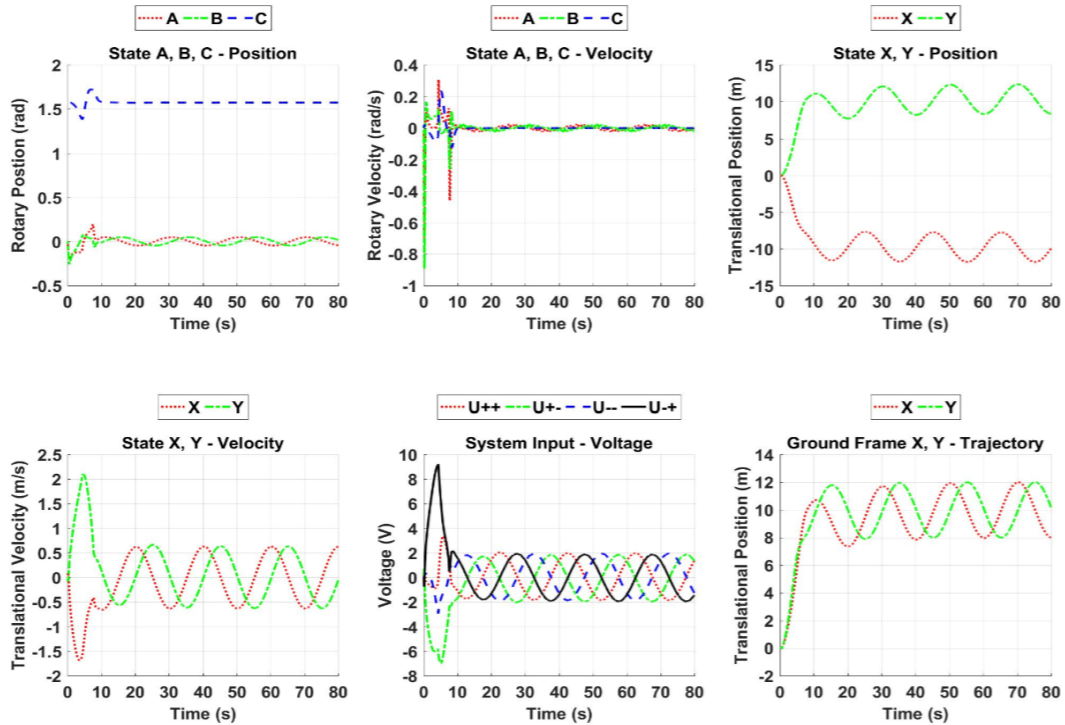 A B C
State A, B, C - Position
Rotary Postion (rad)
2
1.5
1
0.5
0
-0.5
0 10 20 30 40 50 60 70 80
Time (s)
A B C
State A, B, C - Velocity
Rotary Velocity (rad/s)
0.4
0.2
0
-0.2
-0.4
-0.6
-0.8
-1
0 10 20 30 40 50 60 70 80
Time (s)
X Y
State X, Y - Position
Translational Position (m)
15
10
5
0
-5
-10
-15
0 10 20 30 40 50 60 70 80
Time (s)
X Y
State X, Y - Velocity
Translational Velocity (m/s)
2.5
2
1.5
1
0.5
0
-0.5
-1
-1.5
-2
0 10 20 30 40 50 60 70 80
Time (s)
U++ U+- U-- U-+
System Input - Voltage
Voltage (V)
10
8
6
4
2
0
-2
-4
-6
-8
0 10 20 30 40 50 60 70 80
Time (s)
X Y
Ground Frame X, Y - Trajectory
Translational Position (m)
14
12
10
8
6
4
2
0
-2
0 10 20 30 40 50 60 70 80
Time (s)